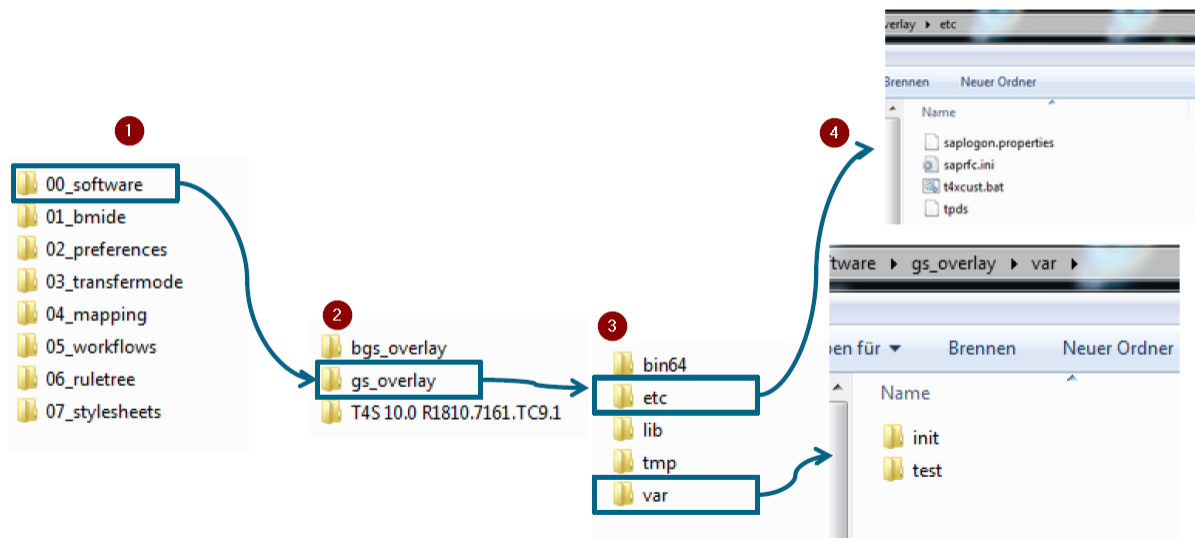 1
00_software
01_bmide
02_preferences
03_transfermode
04_mapping
05_workflows
06_ruletree
07_stylesheets
2
bgs_overlay
gs_overlay
T4S 10.0 R1810.7161.TC9.1
3
bin64
etc
lib
tmp
var
4
verlay ▸ etc
Brennen Neuer Ordner
Name
saplogon.properties
saprfc.ini
t4xcust.bat
tpds
ftware ▸ gs_overlay ▸ var ▸
en für ▾ Brennen Neuer Ordner
Name
init
test